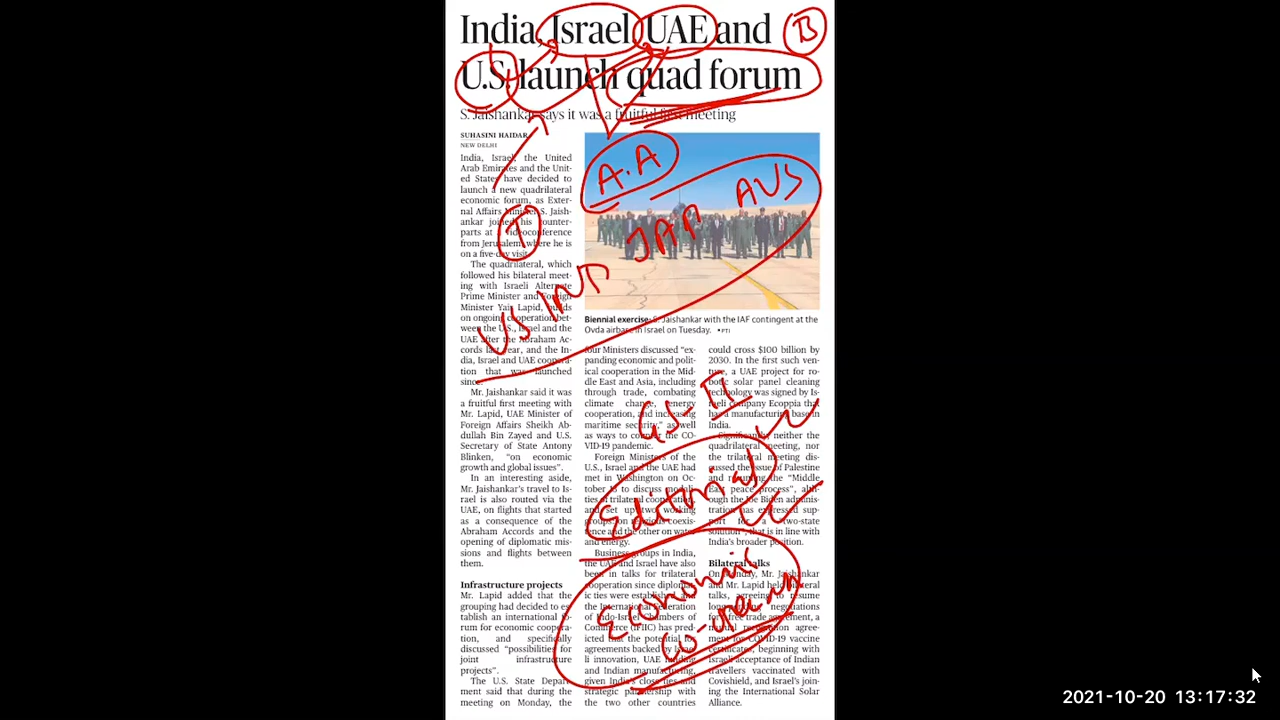 India, Israel, UAE and
U.S. launch quad forum
S. Jaishankar says it was a fruitful first meeting
SUHASINI HAIDAR
NEW DELHI
India, Israel, the United
Arab Emirates and the Unit-
ed States have decided to
launch a new quadrilateral
economic forum, as Exter-
nal Affairs Minister S. Jaish-
ankar joined his counter-
parts at a videoconference
from Jerusalem, where he is
on a five-day visit.
The quadrilateral, which
followed his bilateral meet-
ing with Israeli Alternate
Prime Minister and Foreign
Minister Yair Lapid, builds
on ongoing cooperation bet-
ween the U.S., Israel and the
UAE after the Abraham Ac-
cords last year, and the In-
dia, Israel and UAE coopera-
tion that was launched
since.
Mr. Jaishankar said it was
a fruitful first meeting with
Mr. Lapid, UAE Minister of
Foreign Affairs Sheikh Ab-
dullah Bin Zayed and U.S.
Secretary of State Antony
Blinken, “on economic
growth and global issues”.
In an interesting aside,
Mr. Jaishankar's travel to Is-
rael is also routed via the
UAE, on flights that started
as a consequence of the
Abraham Accords and the
opening of diplomatic mis-
sions and flights between
them.
Infrastructure projects
Mr. Lapid added that the
grouping had decided to es-
tablish an international fo-
rum for economic coopera-
tion, and specifically
discussed “possibilities for
joint infrastructure
projects”.
The U.S. State Depart-
ment said that during the
meeting on Monday, the
Biennial exercise: S. Jaishankar with the IAF contingent at the
Ovda airbase in Israel on Tuesday. • PTI
four Ministers discussed “ex-
panding economic and polit-
ical cooperation in the Mid-
dle East and Asia, including
through trade, combating
climate change, energy
cooperation, and increasing
maritime security,” as well
as ways to counter the CO-
VID-19 pandemic.
Foreign Ministers of the
U.S., Israel and the UAE had
met in Washington on Oc-
tober 13 to discuss modali-
ties of trilateral cooperation,
and set up two working
groups: on religious coexis-
tence and the other on water
and energy.
Business groups in India,
the UAE and Israel have also
been in talks for trilateral
cooperation since diplomat-
ic ties were established, and
the International Federation
of Indo-Israel Chambers of
Commerce (IFIIC) has pred-
icted that the potential for
agreements backed by Israe-
li innovation, UAE funding
and Indian manufacturing,
given India's close ties and
strategic partnership with
the two other countries
could cross $100 billion by
2030. In the first such ven-
ture, a UAE project for ro-
botic solar panel cleaning
technology was signed by Is-
raeli company Ecoppia that
has a manufacturing base in
India.
Significantly, neither the
quadrilateral meeting, nor
the trilateral meeting dis-
cussed the issue of Palestine
and resuming the “Middle
East peace process”, alth-
ough the Joe Biden adminis-
tration has expressed sup-
port for a “two-state
solution”, that is in line with
India's broader position.
Bilateral talks
On Monday, Mr. Jaishankar
and Mr. Lapid held bilateral
talks, agreeing to resume
long-pending negotiations
for a free trade agreement, a
mutual recognition agree-
ment for COVID-19 vaccine
certificates, beginning with
Israel's acceptance of Indian
travellers vaccinated with
Covishield, and Israel's join-
ing the International Solar
Alliance.
B
A.A
T
US IND JAP AUS
GS-II
Editorial
Economic
2021-10-20 13:17:32